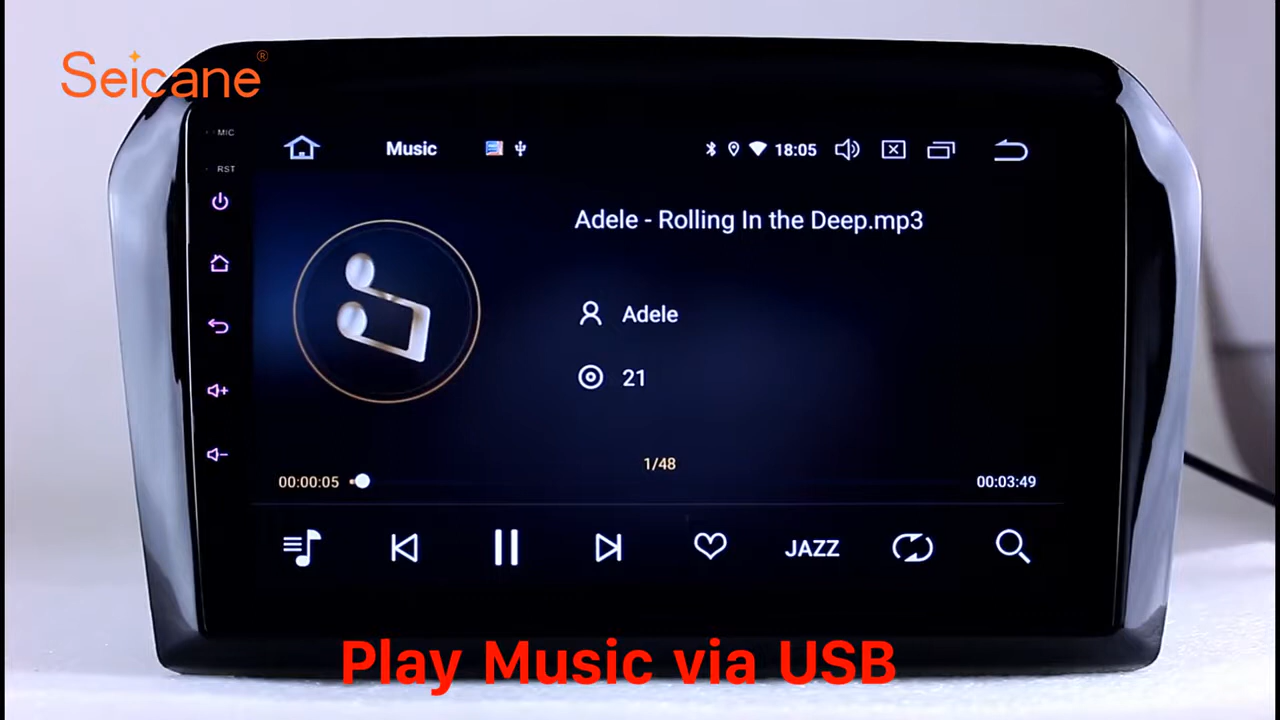 Seicane®
MIC
RST
Music
18:05
Adele - Rolling In the Deep.mp3
Adele
21
1/48
00:00:05
00:03:49
JAZZ
Play Music via USB